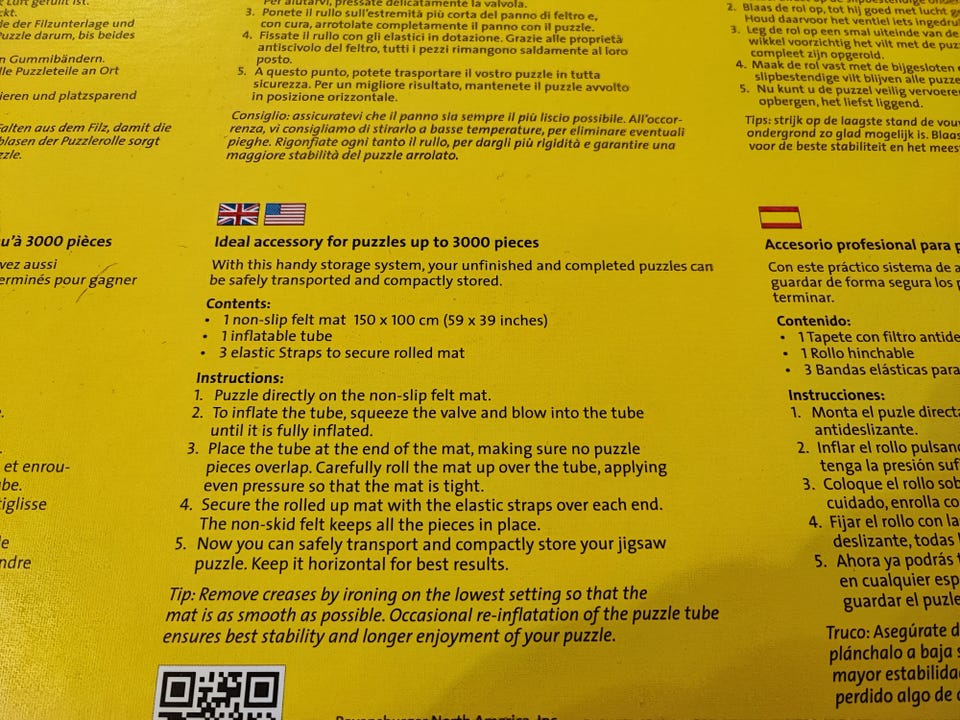 ckt.
de der Filzunterlage und
Puzzle darum, bis beides
en Gummibändern.
lle Puzzleteile an Ort
ieren und platzsparend
Falten aus dem Filz, damit die
blasen der Puzzlerolle sorgt
zzle.
Per aiutarvi, pressate delicatamente la valvola.
3. Ponete il rullo sull'estremità più corta del panno di feltro e,
con cura, arrotolate completamente il panno con il puzzle.
4. Fissate il rullo con gli elastici in dotazione. Grazie alle proprietà
antiscivolo del feltro, tutti i pezzi rimangono saldamente al loro
posto.
5. A questo punto, potete trasportare il vostro puzzle in tutta
sicurezza. Per un migliore risultato, mantenete il puzzle avvolto
in posizione orizzontale.
Consiglio: assicuratevi che il panno sia sempre il più liscio possibile. All'occor-
renza, vi consigliamo di stirarlo a basse temperature, per eliminare eventuali
pieghe. Rigonfiate ogni tanto il rullo, per dargli più rigidità e garantire una
maggiore stabilità del puzzle arrolato.
2. Blaas de rol op, tot hij goed met lucht
Houd daarvoor het ventiel iets ingedru
3. Leg de rol op een smal uiteinde van de
wikkel voorzichtig het vilt met de puz
compleet zijn opgerold.
4. Maak de rol vast met de bijgesloten
slipbestendige vilt blijven alle puzze
5. Nu kunt u de puzzel veilig vervoere
opbergen, het liefst liggend.
Tips: strijk op de laagste stand de vou
ondergrond zo glad mogelijk is. Blaas
voor de beste stabiliteit en het mees
u'à 3000 pièces
vez aussi
erminés pour gagner
et enrou-
ube.
tiglisse
le
ndre
Ideal accessory for puzzles up to 3000 pieces
With this handy storage system, your unfinished and completed puzzles can
be safely transported and compactly stored.
Contents:
• 1 non-slip felt mat 150 x 100 cm (59 x 39 inches)
• 1 inflatable tube
• 3 elastic Straps to secure rolled mat
Instructions:
1. Puzzle directly on the non-slip felt mat.
2. To inflate the tube, squeeze the valve and blow into the tube
until it is fully inflated.
3. Place the tube at the end of the mat, making sure no puzzle
pieces overlap. Carefully roll the mat up over the tube, applying
even pressure so that the mat is tight.
4. Secure the rolled up mat with the elastic straps over each end.
The non-skid felt keeps all the pieces in place.
5. Now you can safely transport and compactly store your jigsaw
puzzle. Keep it horizontal for best results.
Tip: Remove creases by ironing on the lowest setting so that the
mat is as smooth as possible. Occasional re-inflation of the puzzle tube
ensures best stability and longer enjoyment of your puzzle.
Ravensburger North America, Inc.
Accesorio profesional para p
Con este práctico sistema de a
guardar de forma segura los p
terminar.
Contenido:
• 1 Tapete con filtro antide
• 1 Rollo hinchable
• 3 Bandas elásticas para
Instrucciones:
1. Monta el puzle directa
antideslizante.
2. Inflar el rollo pulsand
tenga la presión suf
3. Coloque el rollo sob
cuidado, enrolla co
4. Fijar el rollo con la
deslizante, todas l
5. Ahora ya podrás t
en cualquier esp
guardar el puzle
Truco: Asegúrate d
plánchalo a baja s
mayor estabilida
perdido algo de